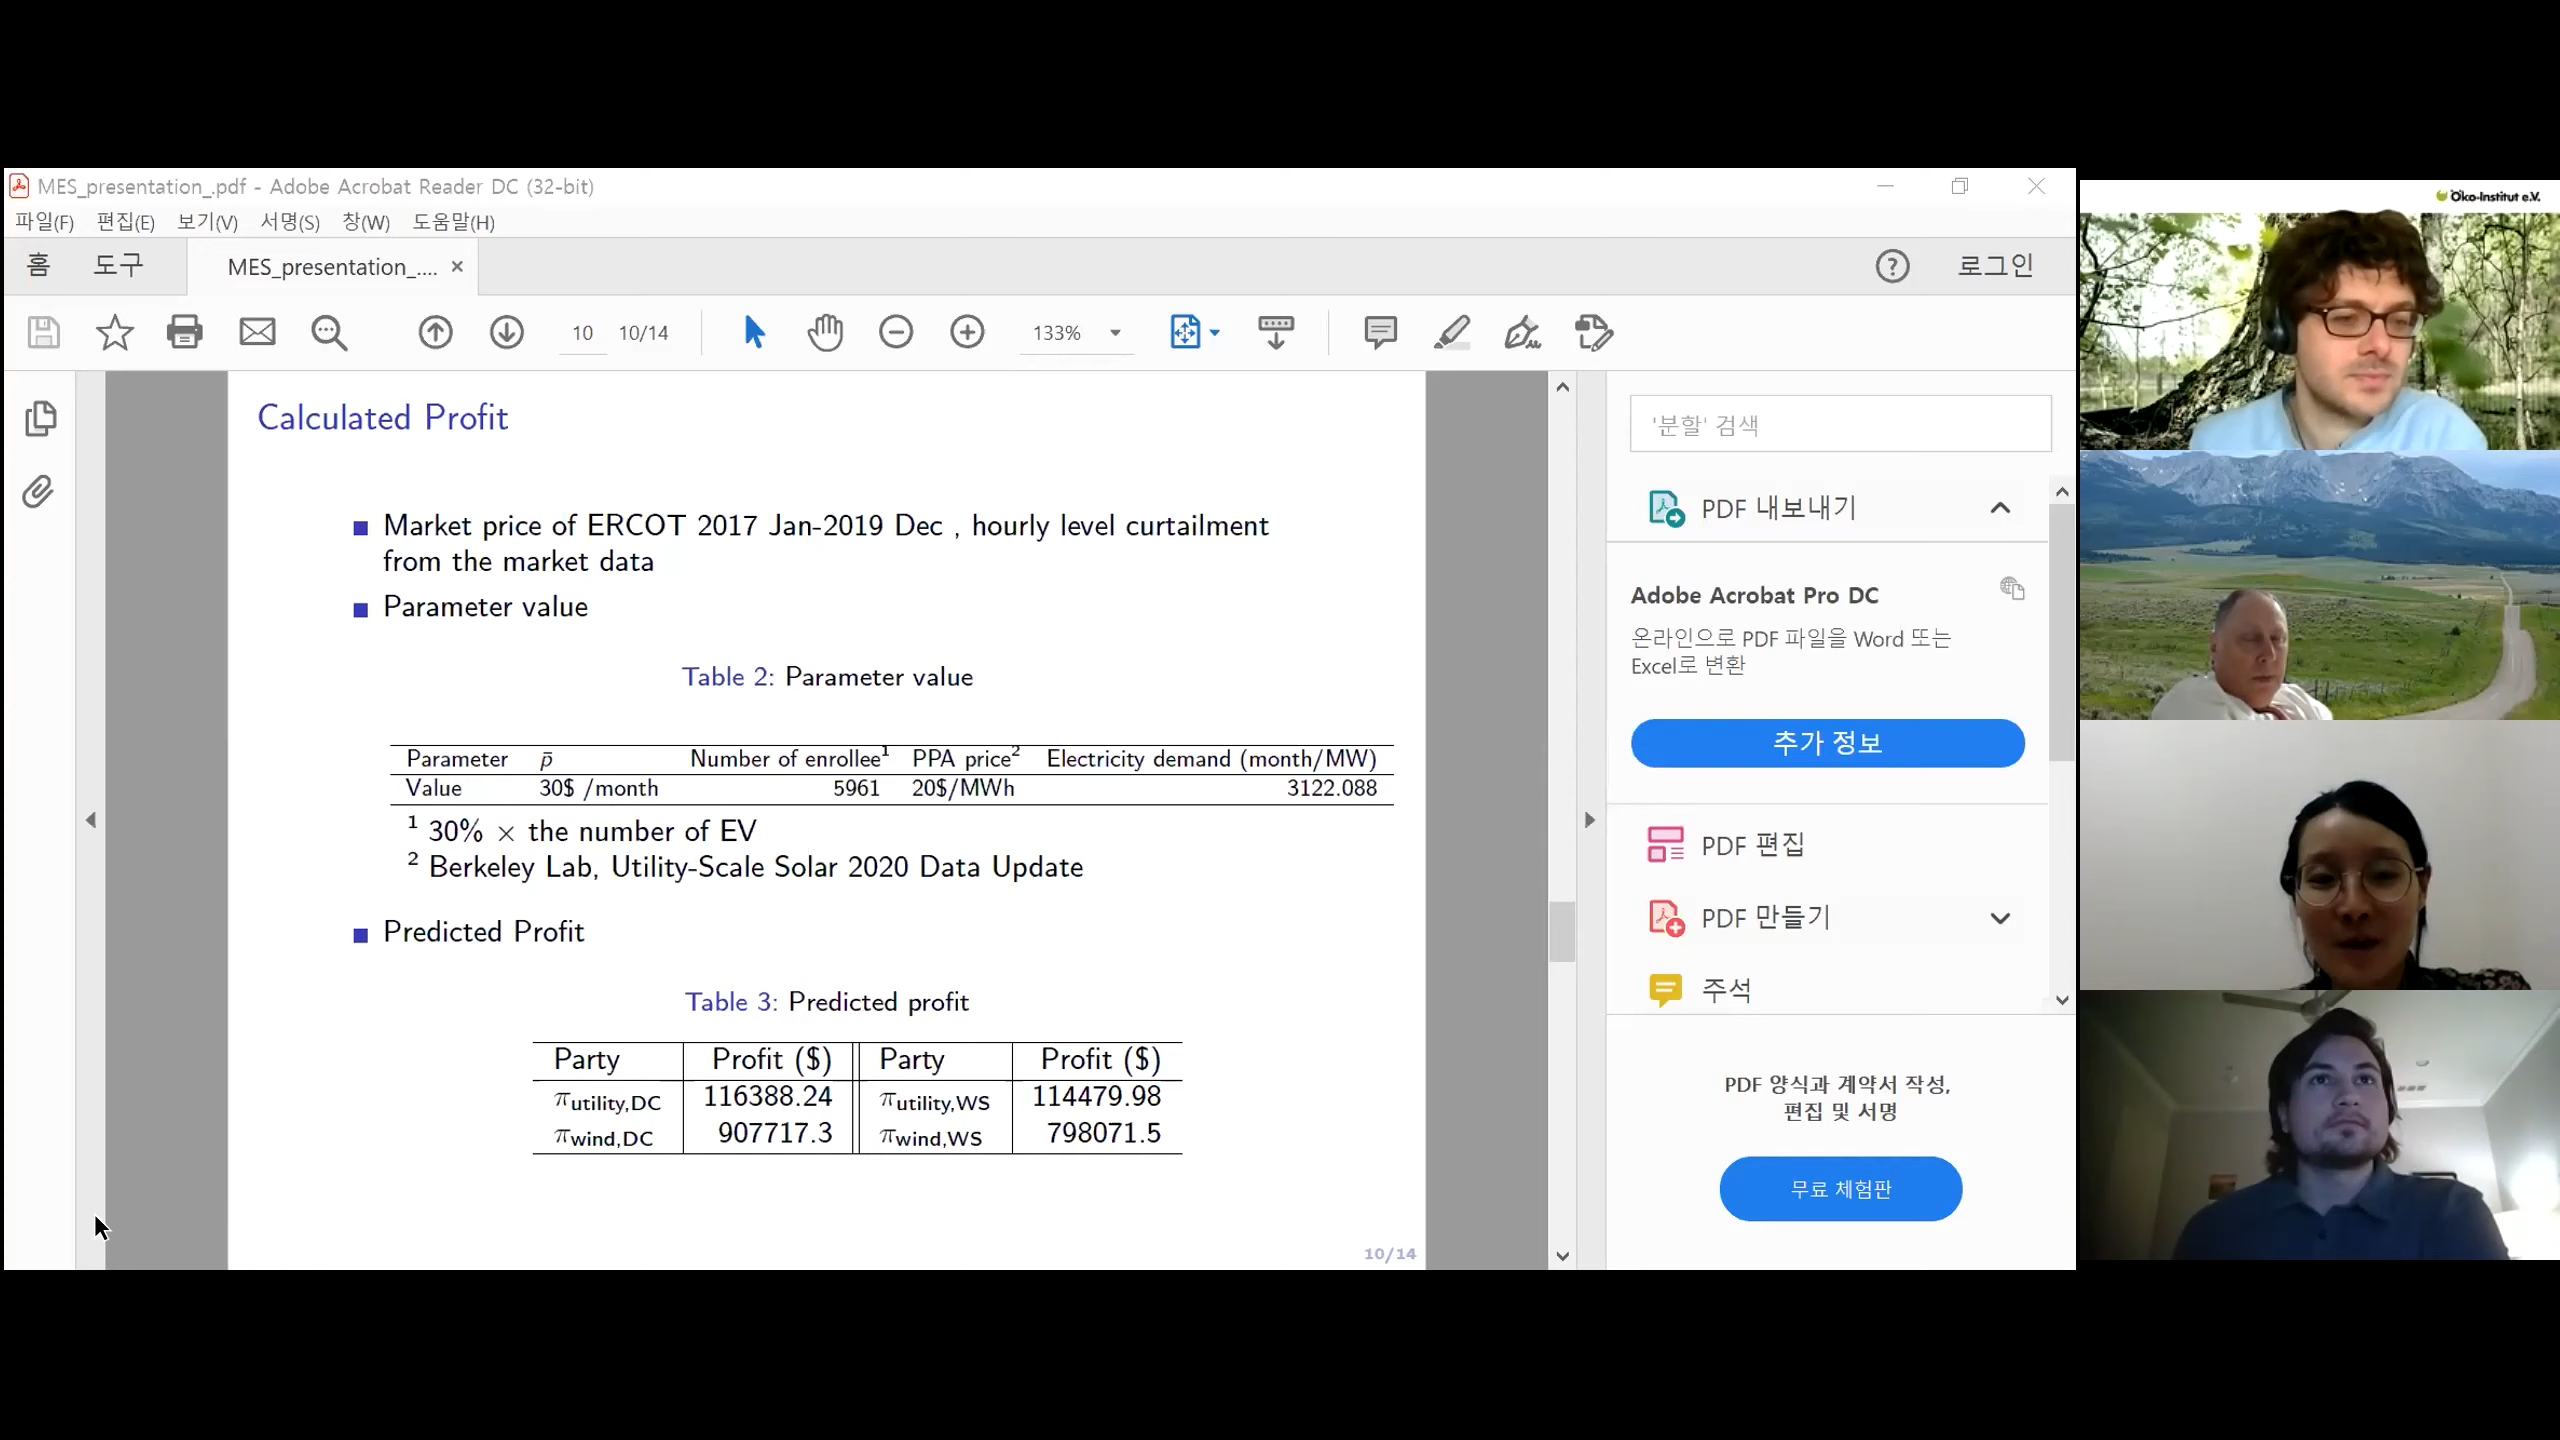 MES_presentation_.pdf - Adobe Acrobat Reader DC (32-bit)
파일(F) 편집(E) 보기(V) 서명(S) 창(W) 도움말(H)
홈 도구 MES_presentation_.... × ? 로그인
10 10/14 133%
Calculated Profit
Market price of ERCOT 2017 Jan-2019 Dec , hourly level curtailment
from the market data
Parameter value
Table 2: Parameter value
Parameter p̄ Number of enrollee¹ PPA price² Electricity demand (month/MW)
Value 30$ /month 5961 20$/MWh 3122.088
¹ 30% × the number of EV
² Berkeley Lab, Utility-Scale Solar 2020 Data Update
Predicted Profit
Table 3: Predicted profit
Party Profit ($) Party Profit ($)
πutility,DC 116388.24 πutility,WS 114479.98
πwind,DC 907717.3 πwind,WS 798071.5
10/14
'분할' 검색
PDF 내보내기
Adobe Acrobat Pro DC
온라인으로 PDF 파일을 Word 또는
Excel로 변환
추가 정보
PDF 편집
PDF 만들기
주석
PDF 양식과 계약서 작성,
편집 및 서명
무료 체험판
Öko-Institut e.V.